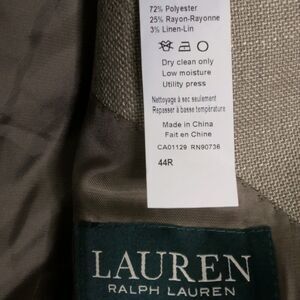 72% Polyester
25% Rayon-Rayonne
3% Linen-Lin
Dry clean only
Low moisture
Utility press
Nettoyage à sec seulement
Repasser à basse température
Made in China
Fait en Chine
CA01129 RN90736
44R
LAUREN
RALPH LAUREN